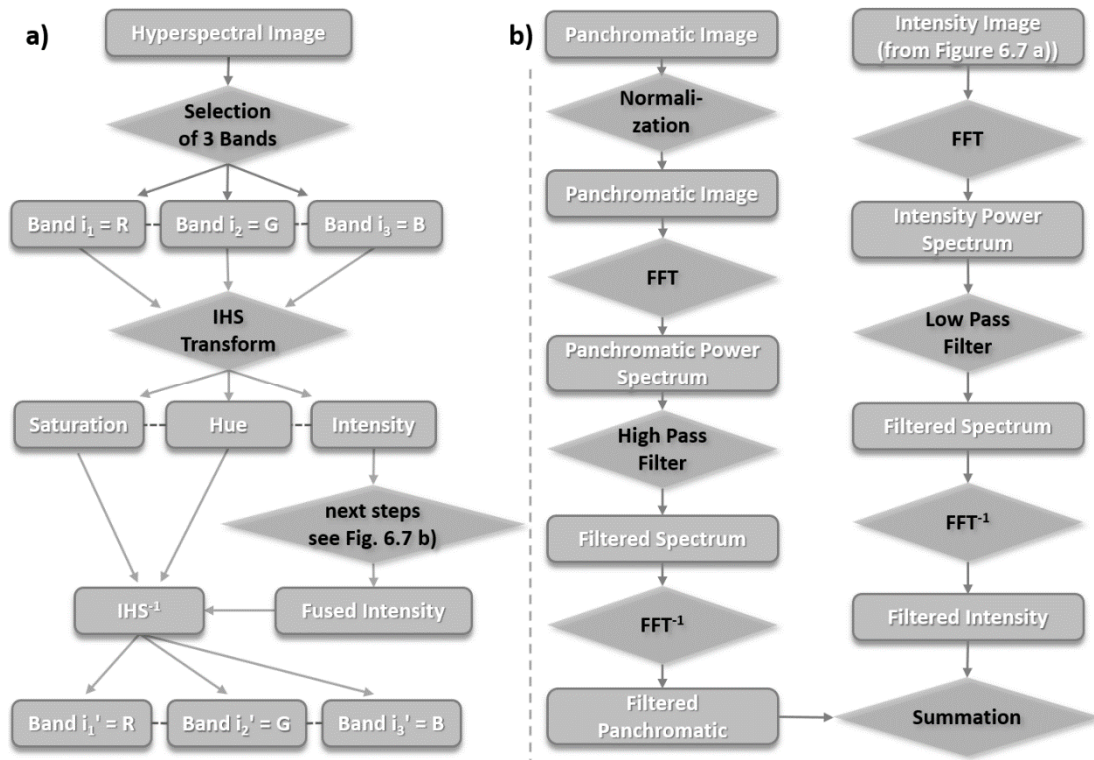 a)
Hyperspectral Image
Selection
of 3 Bands
Band i₁ = R
Band i₂ = G
Band i₃ = B
IHS
Transform
Saturation
Hue
Intensity
next steps
see Fig. 6.7 b)
IHS⁻¹
Fused Intensity
Band i₁' = R
Band i₂' = G
Band i₃' = B
b)
Panchromatic Image
Normali-
zation
Panchromatic Image
FFT
Panchromatic Power
Spectrum
High Pass
Filter
Filtered Spectrum
FFT⁻¹
Filtered
Panchromatic
Intensity Image
(from Figure 6.7 a))
FFT
Intensity Power
Spectrum
Low Pass
Filter
Filtered Spectrum
FFT⁻¹
Filtered Intensity
Summation